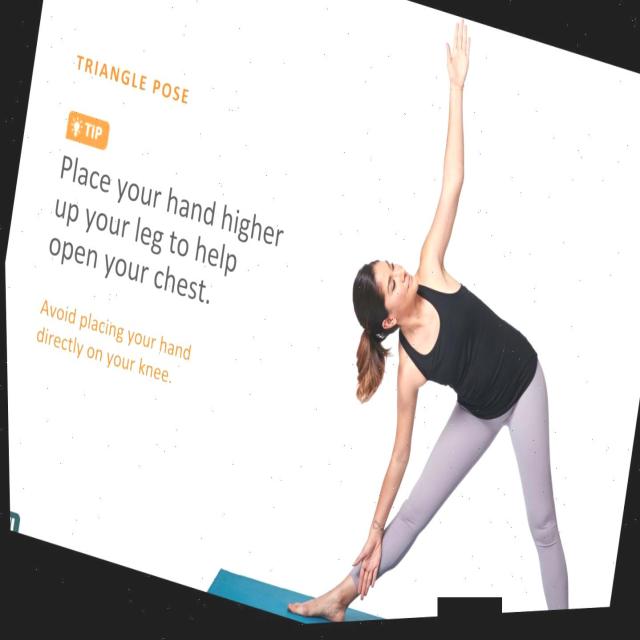 TRIANGLE POSE
TIP
Place your hand higher
up your leg to help
open your chest.
Avoid placing your hand
directly on your knee.